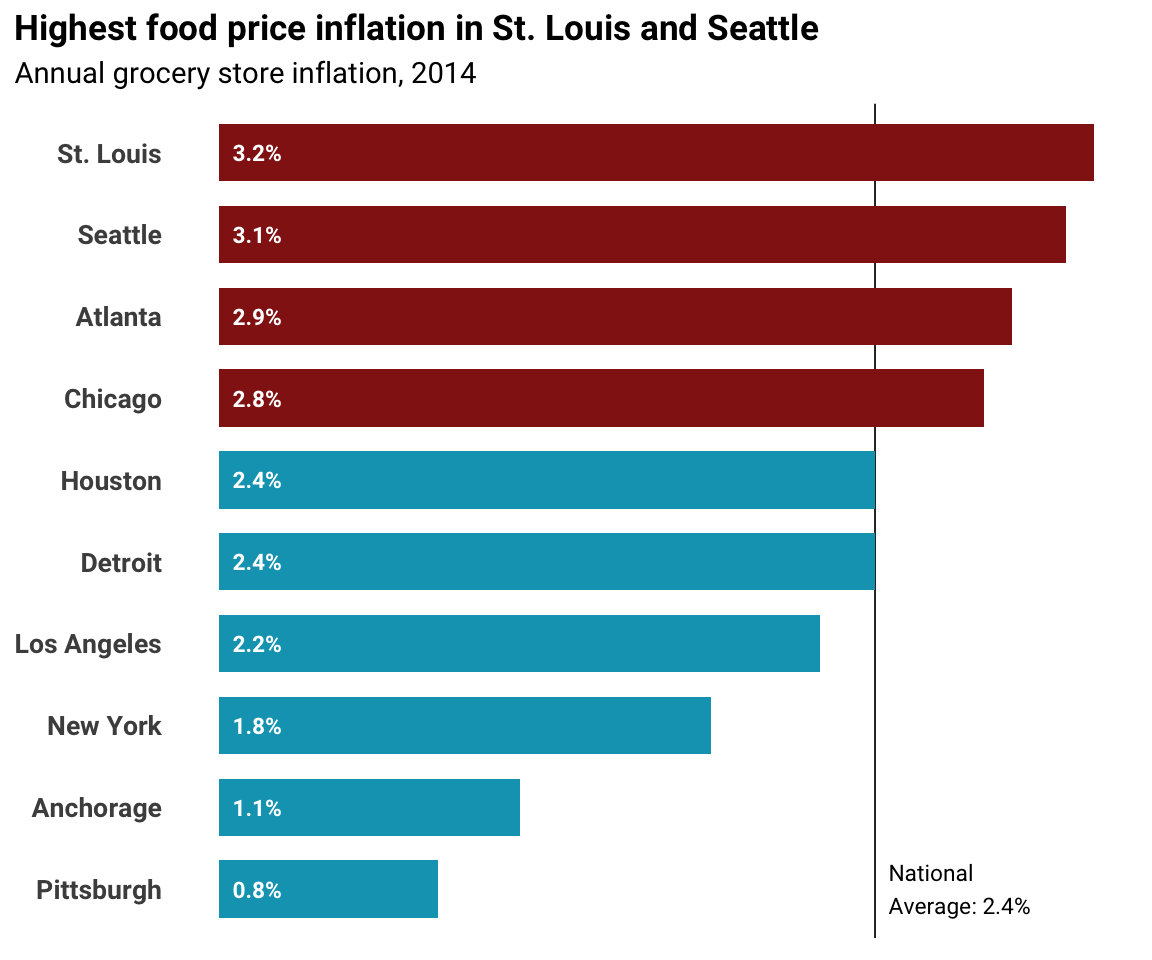 Highest food price inflation in St. Louis and Seattle
Annual grocery store inflation, 2014
St. Louis 3.2%
Seattle 3.1%
Atlanta 2.9%
Chicago 2.8%
Houston 2.4%
Detroit 2.4%
Los Angeles 2.2%
New York 1.8%
Anchorage 1.1%
Pittsburgh 0.8%
National
Average: 2.4%